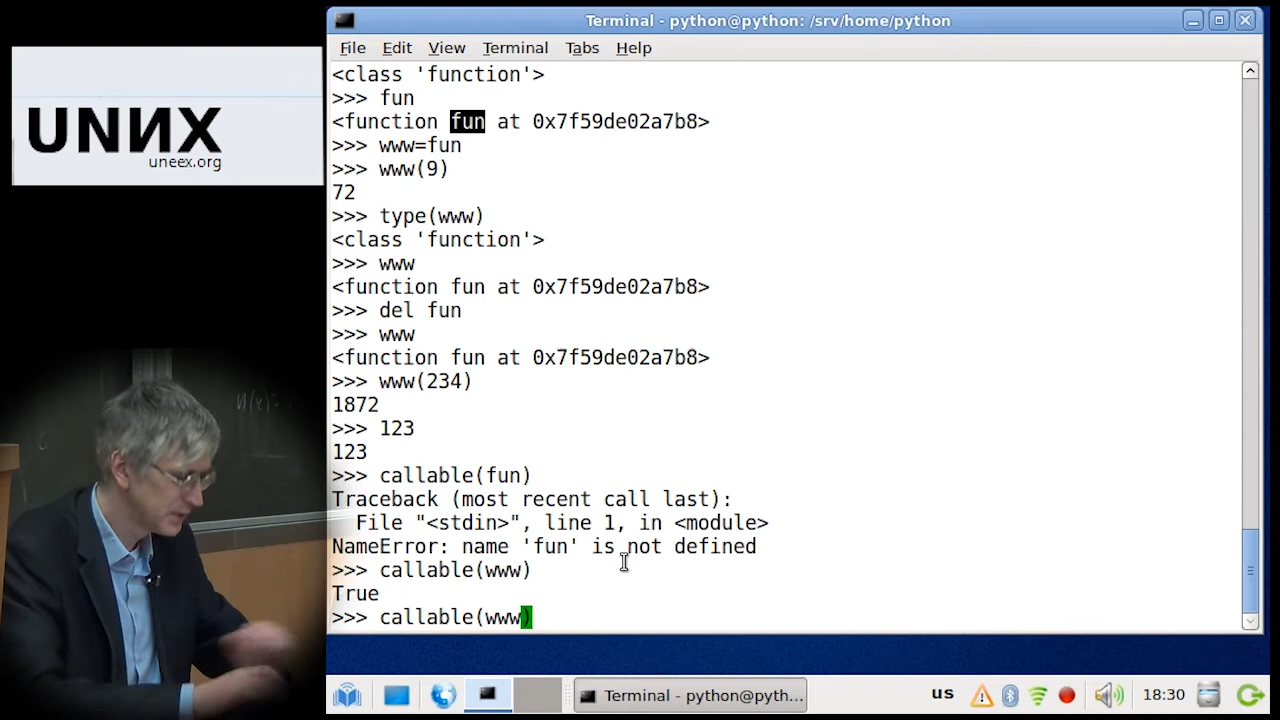 UNИX
uneex.org
Terminal - python@python: /srv/home/python
File Edit View Terminal Tabs Help
<class 'function'>
>>> fun
<function fun at 0x7f59de02a7b8>
>>> www=fun
>>> www(9)
72
>>> type(www)
<class 'function'>
>>> www
<function fun at 0x7f59de02a7b8>
>>> del fun
>>> www
<function fun at 0x7f59de02a7b8>
>>> www(234)
1872
>>> 123
123
>>> callable(fun)
Traceback (most recent call last):
  File "<stdin>", line 1, in <module>
NameError: name 'fun' is not defined
>>> callable(www)
True
>>> callable(www)
Terminal - python@pyth... us 18:30